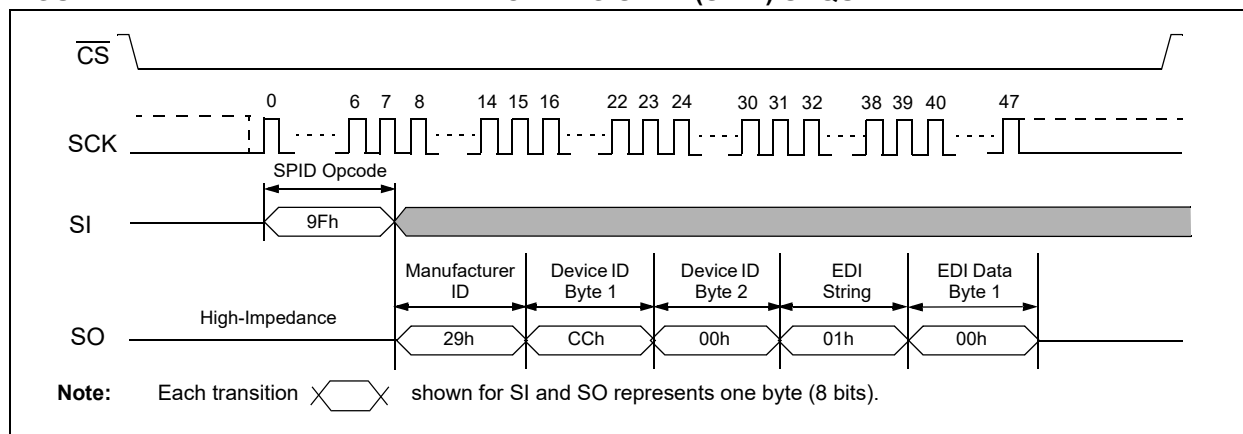 CS
0 6 7 8 14 15 16 22 23 24 30 31 32 38 39 40 47
SCK
SPID Opcode
SI
9Fh
Manufacturer ID
Device ID Byte 1
Device ID Byte 2
EDI String
EDI Data Byte 1
High-Impedance
SO
29h CCh 00h 01h 00h
Note: Each transition shown for SI and SO represents one byte (8 bits).